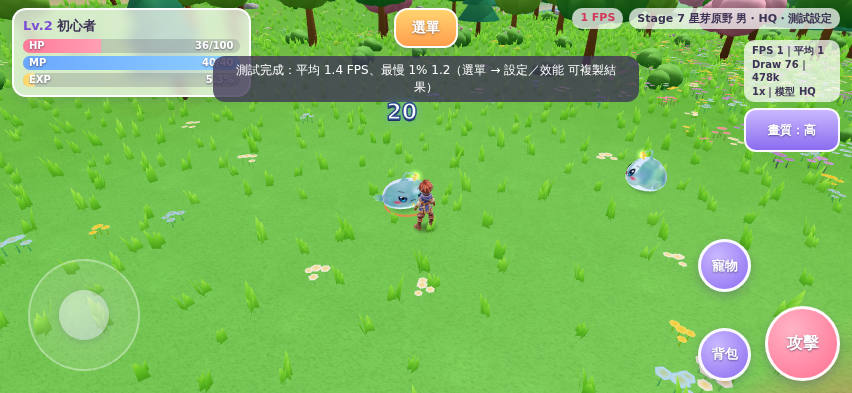 Lv.2 初心者
HP 36/100
MP 40/40
EXP
選單
1 FPS
Stage 7 星芽原野 男・HQ・測試設定
FPS 1｜平均 1
Draw 76｜
478k
1x｜模型 HQ
測試完成：平均 1.4 FPS、最慢 1% 1.2（選單 → 設定／效能 可複製結
果）
畫質：高
20
寵物
攻擊
背包